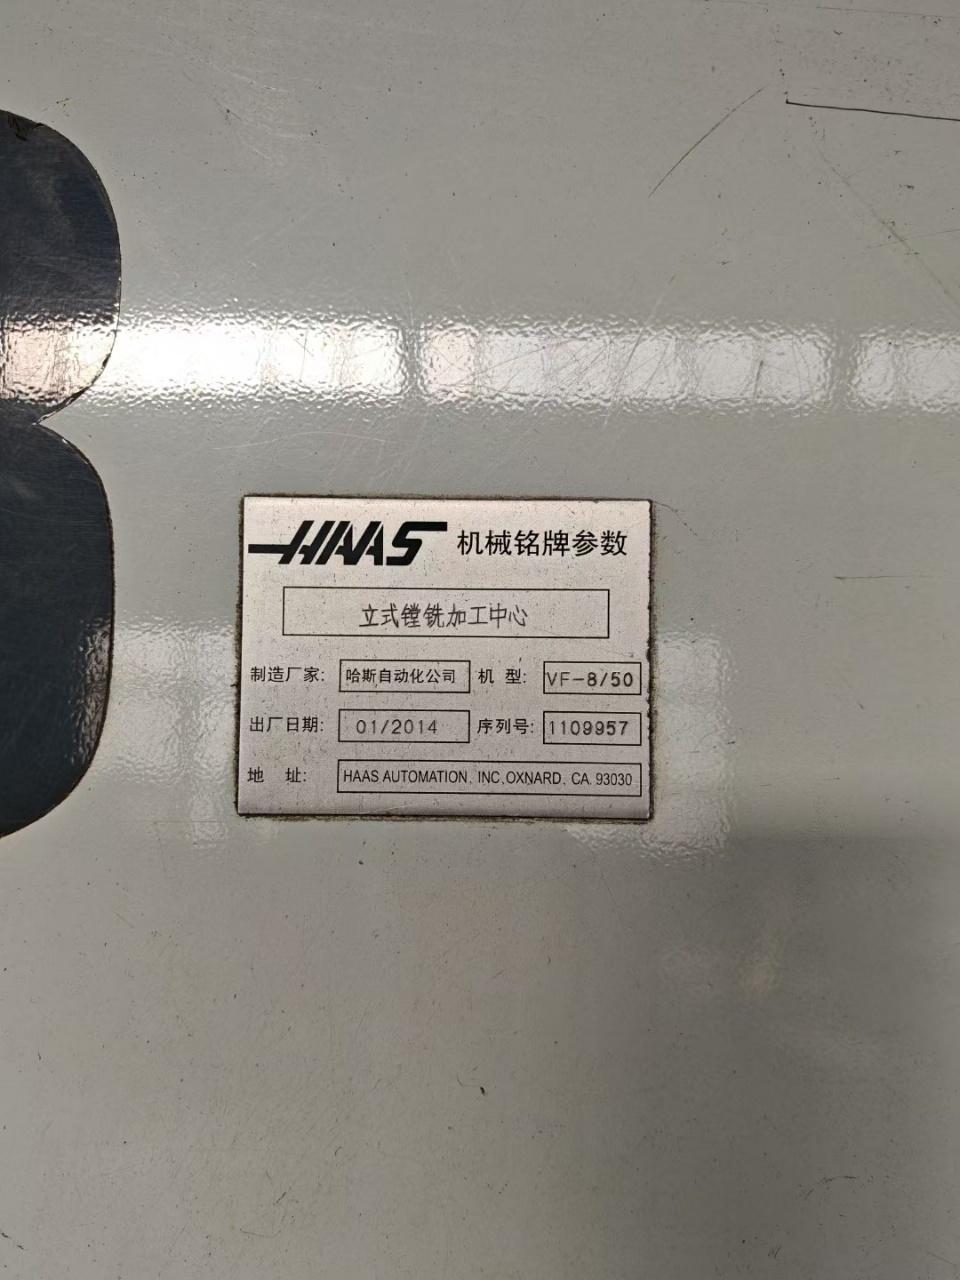 HAAS 机械铭牌参数
立式镗铣加工中心
制造厂家: 哈斯自动化公司 机 型: VF-8/50
出厂日期: 01/2014 序列号: 1109957
地 址: HAAS AUTOMATION, INC,OXNARD, CA. 93030